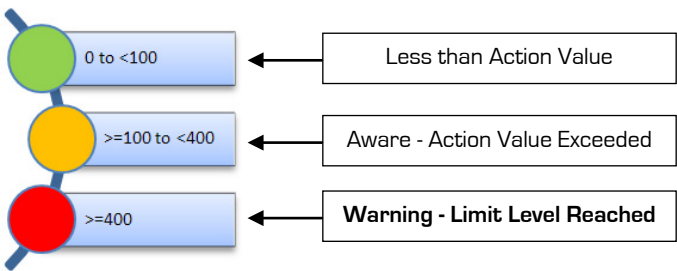 0 to <100
Less than Action Value
>=100 to <400
Aware - Action Value Exceeded
>=400
Warning - Limit Level Reached